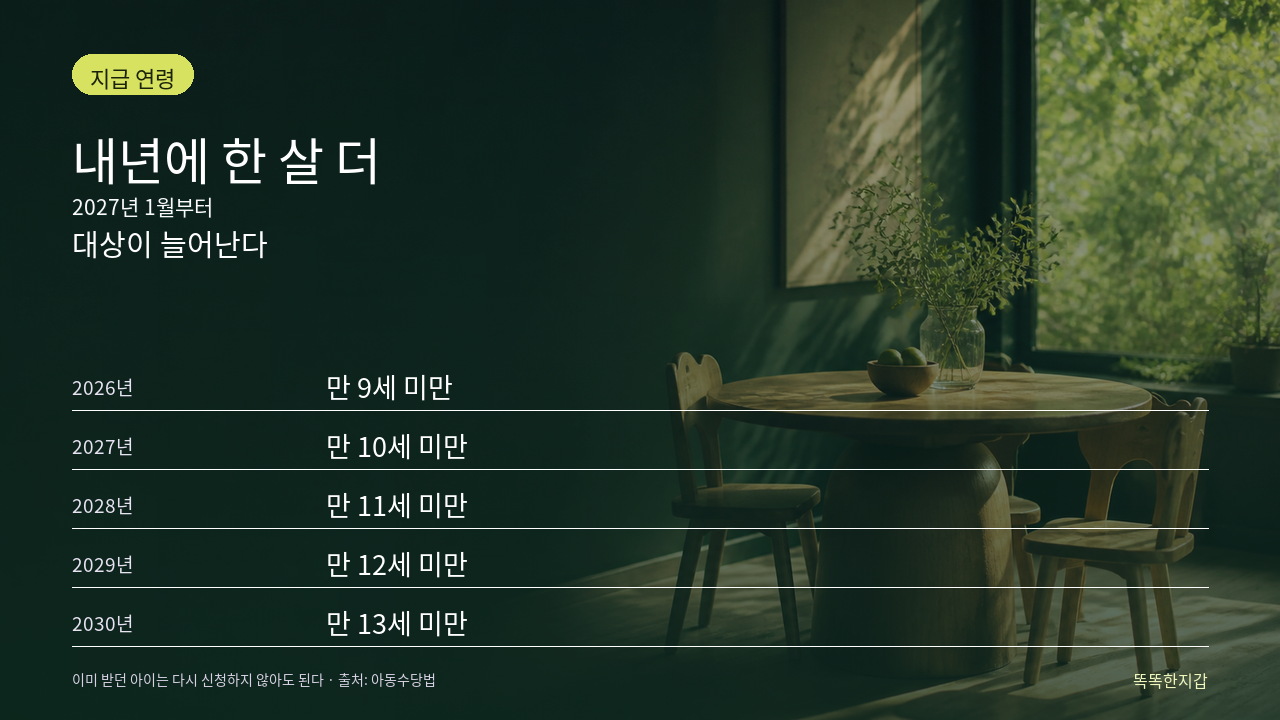 지급 연령
내년에 한 살 더
2027년 1월부터
대상이 늘어난다
2026년 만 9세 미만
2027년 만 10세 미만
2028년 만 11세 미만
2029년 만 12세 미만
2030년 만 13세 미만
이미 받던 아이는 다시 신청하지 않아도 된다 · 출처: 아동수당법
똑똑한지갑